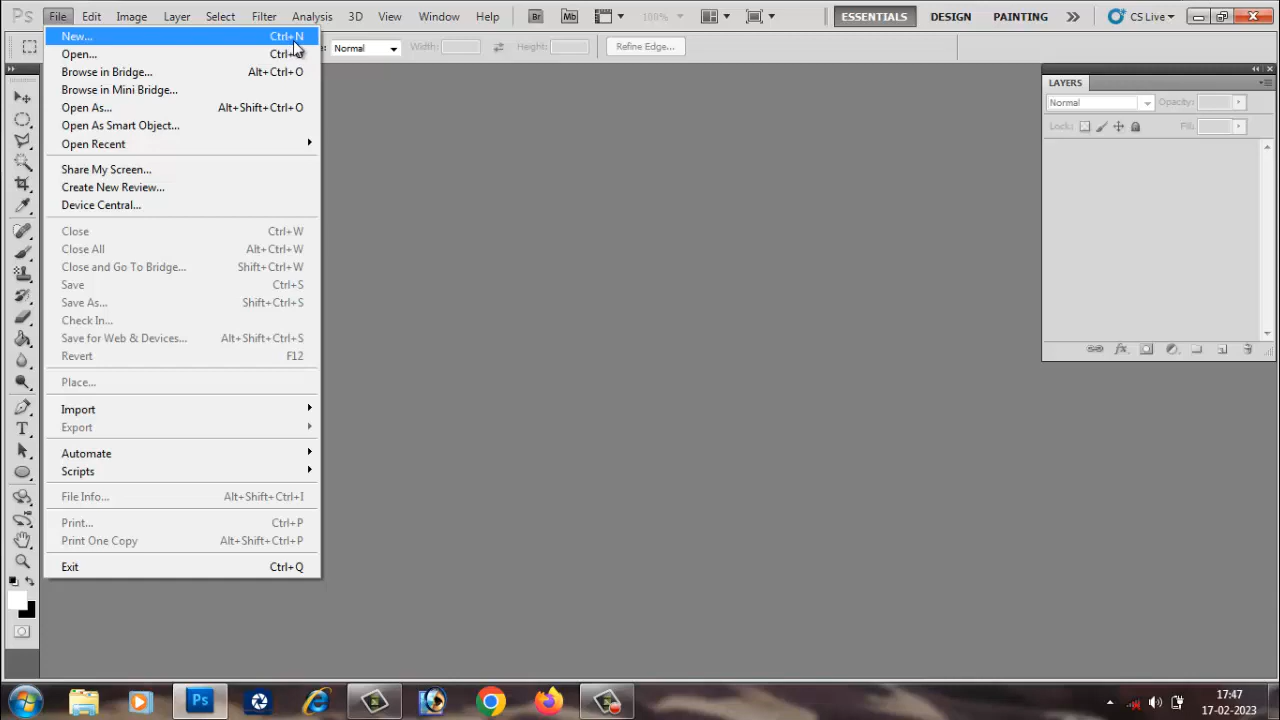 Ps File Edit Image Layer Select Filter Analysis 3D View Window Help Br Mb 100% ESSENTIALS DESIGN PAINTING CS Live
Normal Width: Height: Refine Edge...
New... Ctrl+N
Open... Ctrl+O
Browse in Bridge... Alt+Ctrl+O
Browse in Mini Bridge...
Open As... Alt+Shift+Ctrl+O
Open As Smart Object...
Open Recent
Share My Screen...
Create New Review...
Device Central...
Close Ctrl+W
Close All Alt+Ctrl+W
Close and Go To Bridge... Shift+Ctrl+W
Save Ctrl+S
Save As... Shift+Ctrl+S
Check In...
Save for Web & Devices... Alt+Shift+Ctrl+S
Revert F12
Place...
Import
Export
Automate
Scripts
File Info... Alt+Shift+Ctrl+I
Print... Ctrl+P
Print One Copy Alt+Shift+Ctrl+P
Exit Ctrl+Q
LAYERS
Normal Opacity:
Lock: Fill:
Ps
17:47
17-02-2023